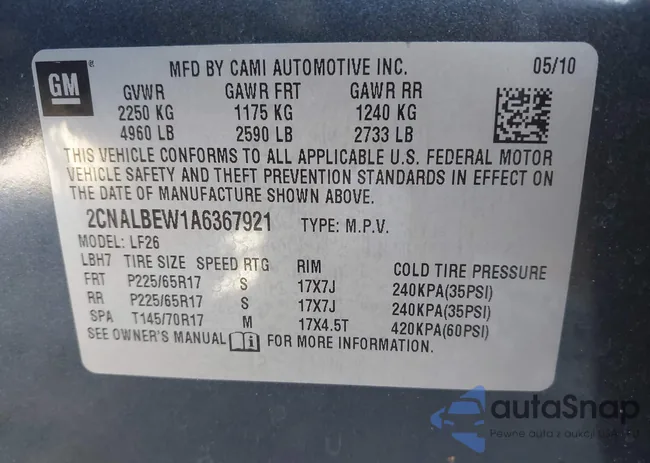 GM ® MFD BY CAMI AUTOMOTIVE INC. 05/10
GVWR GAWR FRT GAWR RR
2250 KG 1175 KG 1240 KG
4960 LB 2590 LB 2733 LB
THIS VEHICLE CONFORMS TO ALL APPLICABLE U.S. FEDERAL MOTOR
VEHICLE SAFETY AND THEFT PREVENTION STANDARDS IN EFFECT ON
THE DATE OF MANUFACTURE SHOWN ABOVE.
2CNALBEW1A6367921 TYPE: M.P.V.
MODEL: LF26
LBH7 TIRE SIZE SPEED RTG RIM COLD TIRE PRESSURE
FRT P225/65R17 S 17X7J 240KPA(35PSI)
RR P225/65R17 S 17X7J 240KPA(35PSI)
SPA T145/70R17 M 17X4.5T 420KPA(60PSI)
SEE OWNER'S MANUAL i FOR MORE INFORMATION.
autaSnap
Pewne auta z aukcji